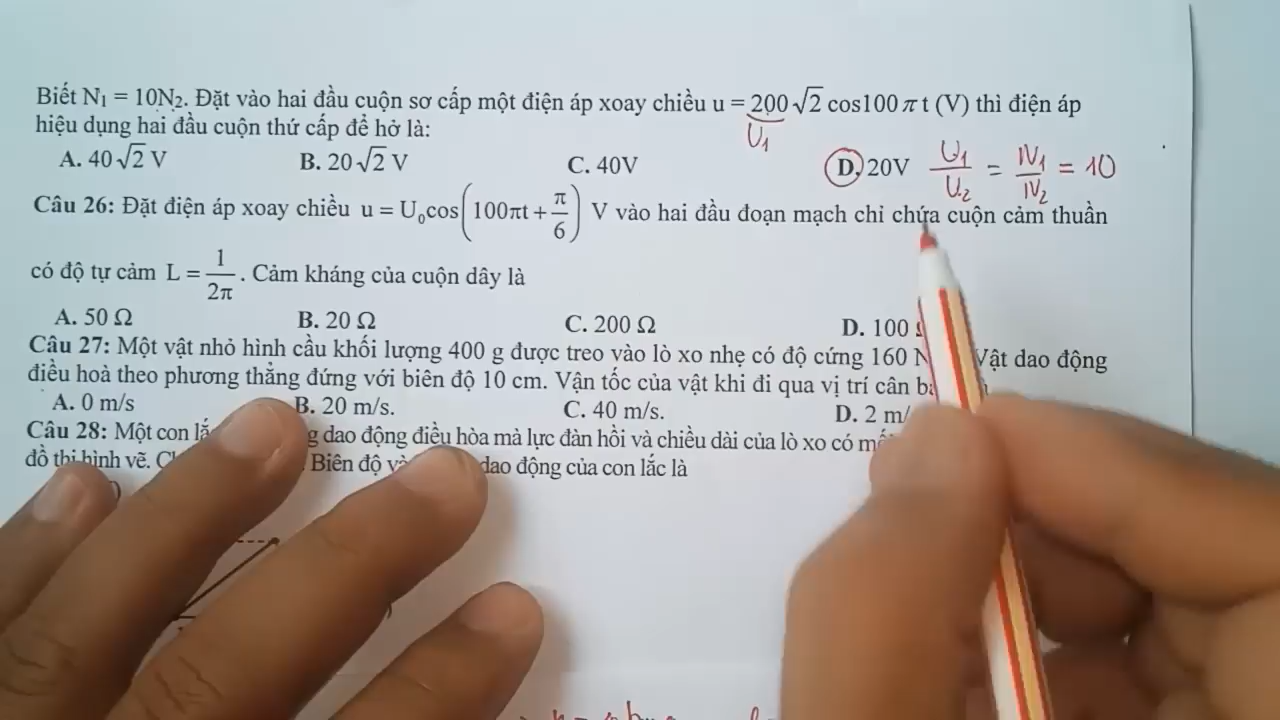 Biết N₁ = 10N₂. Đặt vào hai đầu cuộn sơ cấp một điện áp xoay chiều u = 200√2 cos100πt (V) thì điện áp
hiệu dụng hai đầu cuộn thứ cấp để hở là:
U₁
A. 40√2 V B. 20√2 V C. 40V D. 20V U₁/U₂ = N₁/N₂ = 10
Câu 26: Đặt điện áp xoay chiều u = U₀cos(100πt + π/6) V vào hai đầu đoạn mạch chỉ chứa cuộn cảm thuần
có độ tự cảm L = 1/2π. Cảm kháng của cuộn dây là
A. 50 Ω B. 20 Ω C. 200 Ω D. 100
Câu 27: Một vật nhỏ hình cầu khối lượng 400 g được treo vào lò xo nhẹ có độ cứng 160 Vật dao động
điều hoà theo phương thẳng đứng với biên độ 10 cm. Vận tốc của vật khi đi qua vị trí cân
A. 0 m/s B. 20 m/s. C. 40 m/s. D. 2
Câu 28: Một con dao động điều hòa mà lực đàn hồi và chiều dài của lò xo có
đồ thị hình vẽ. Biên độ dao động của con lắc là